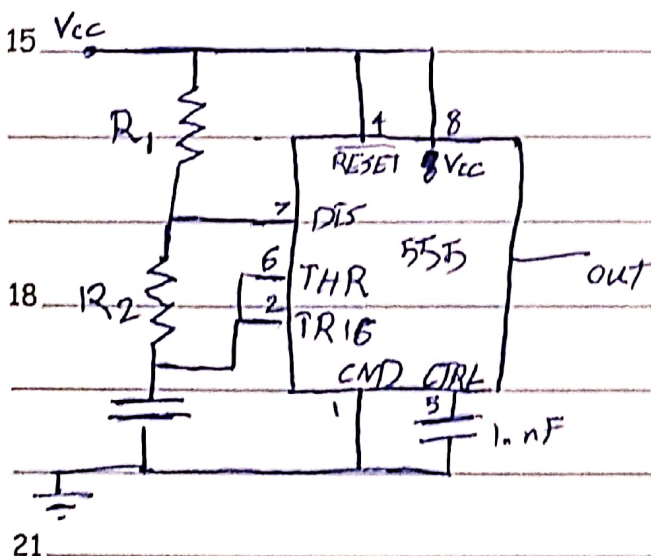 15 Vcc
R1
4 8
RESET Vcc
7 DIS
555
OUT
6 THR
18 R2
2 TRIG
GND CTRL
1 5
nF
21